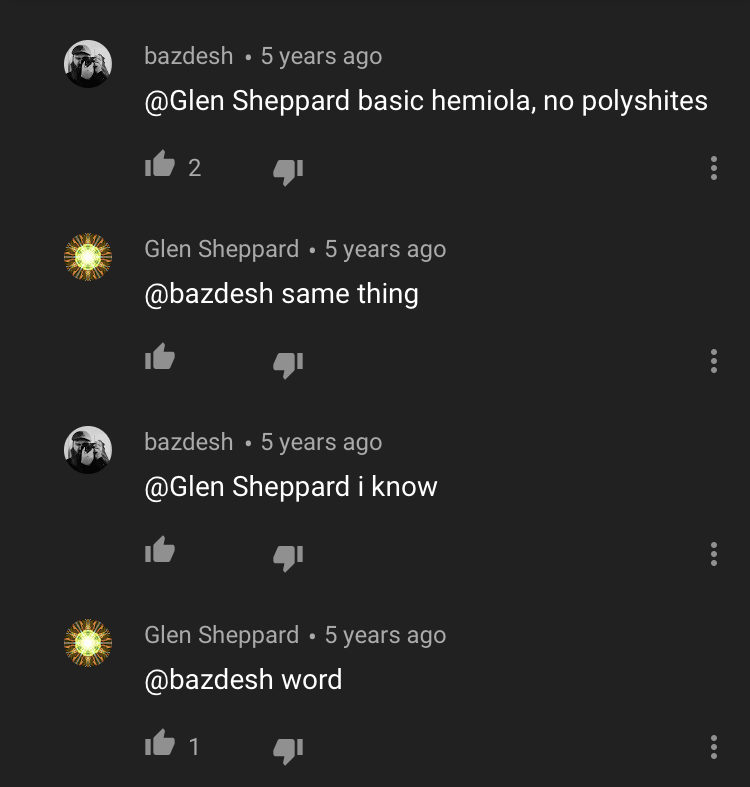 bazdesh • 5 years ago
@Glen Sheppard basic hemiola, no polyshites
2
Glen Sheppard • 5 years ago
@bazdesh same thing
bazdesh • 5 years ago
@Glen Sheppard i know
Glen Sheppard • 5 years ago
@bazdesh word
1